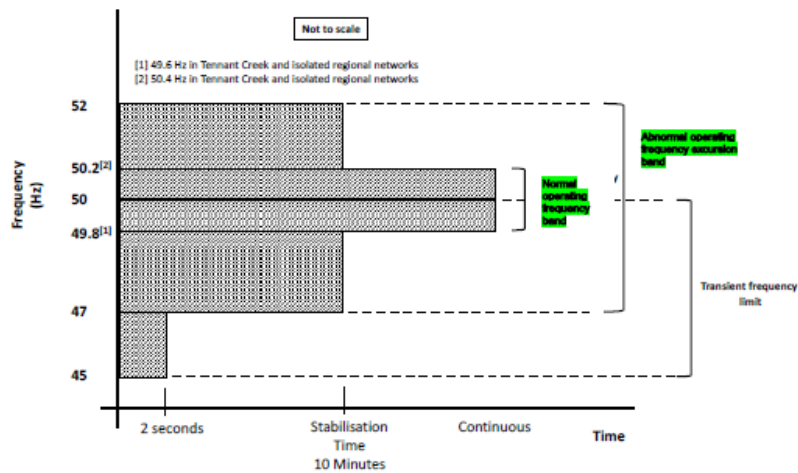 Not to scale
[1] 49.6 Hz in Tennant Creek and isolated regional networks
[2] 50.4 Hz in Tennant Creek and isolated regional networks
52
Abnormal operating
frequency excursion
band
50.2[2]
Normal
operating
frequency
band
Frequency
(Hz)
50
49.8[1]
Transient frequency
limit
47
45
2 seconds
Stabilisation
Time
10 Minutes
Continuous
Time